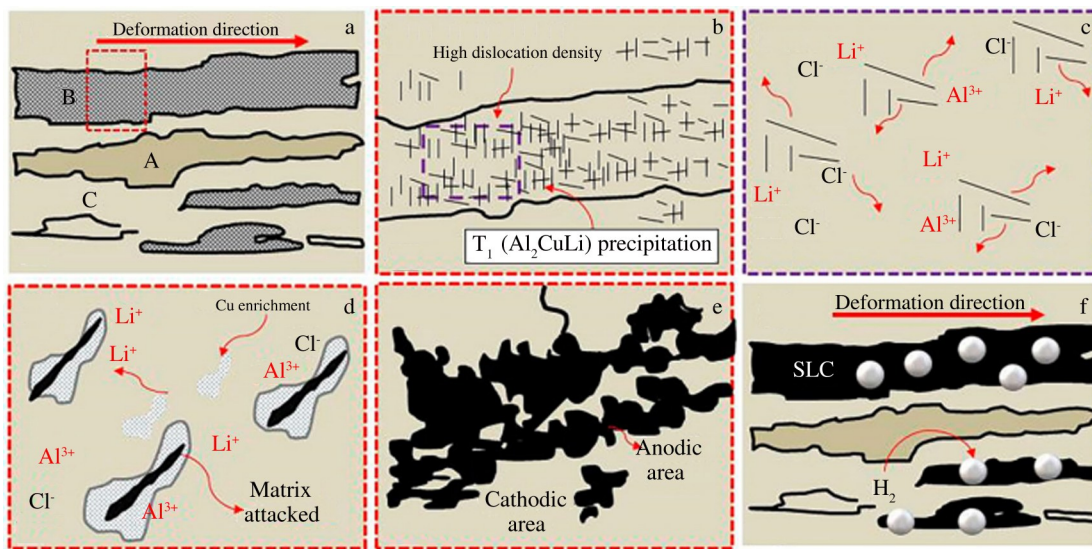 a
Deformation direction
B
A
C
b
High dislocation density
T₁ (Al₂CuLi) precipitation
c
Cl⁻
Li⁺
Cl⁻
Al³⁺
Li⁺
Cl⁻
Li⁺
Li⁺
Cl⁻
Al³⁺
Cl⁻
d
Cu enrichment
Li⁺
Li⁺
Cl⁻
Al³⁺
Li⁺
Al³⁺
Cl⁻
Al³⁺
Matrix
attacked
e
Anodic
area
Cathodic
area
f
Deformation direction
SLC
H₂